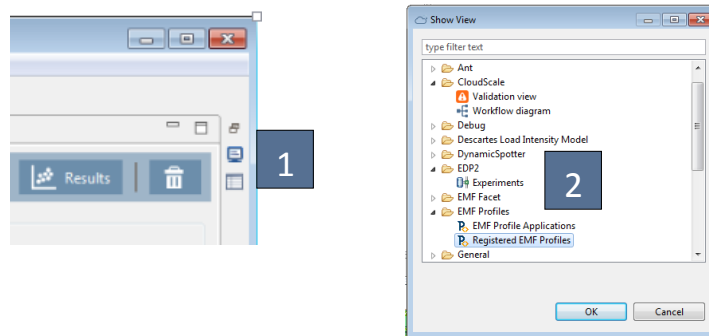 Results
1
Show View
type filter text
Ant
CloudScale
Validation view
Workflow diagram
Debug
Descartes Load Intensity Model
DynamicSpotter
EDP2
Experiments
2
EMF Facet
EMF Profiles
EMF Profile Applications
Registered EMF Profiles
General
OK Cancel